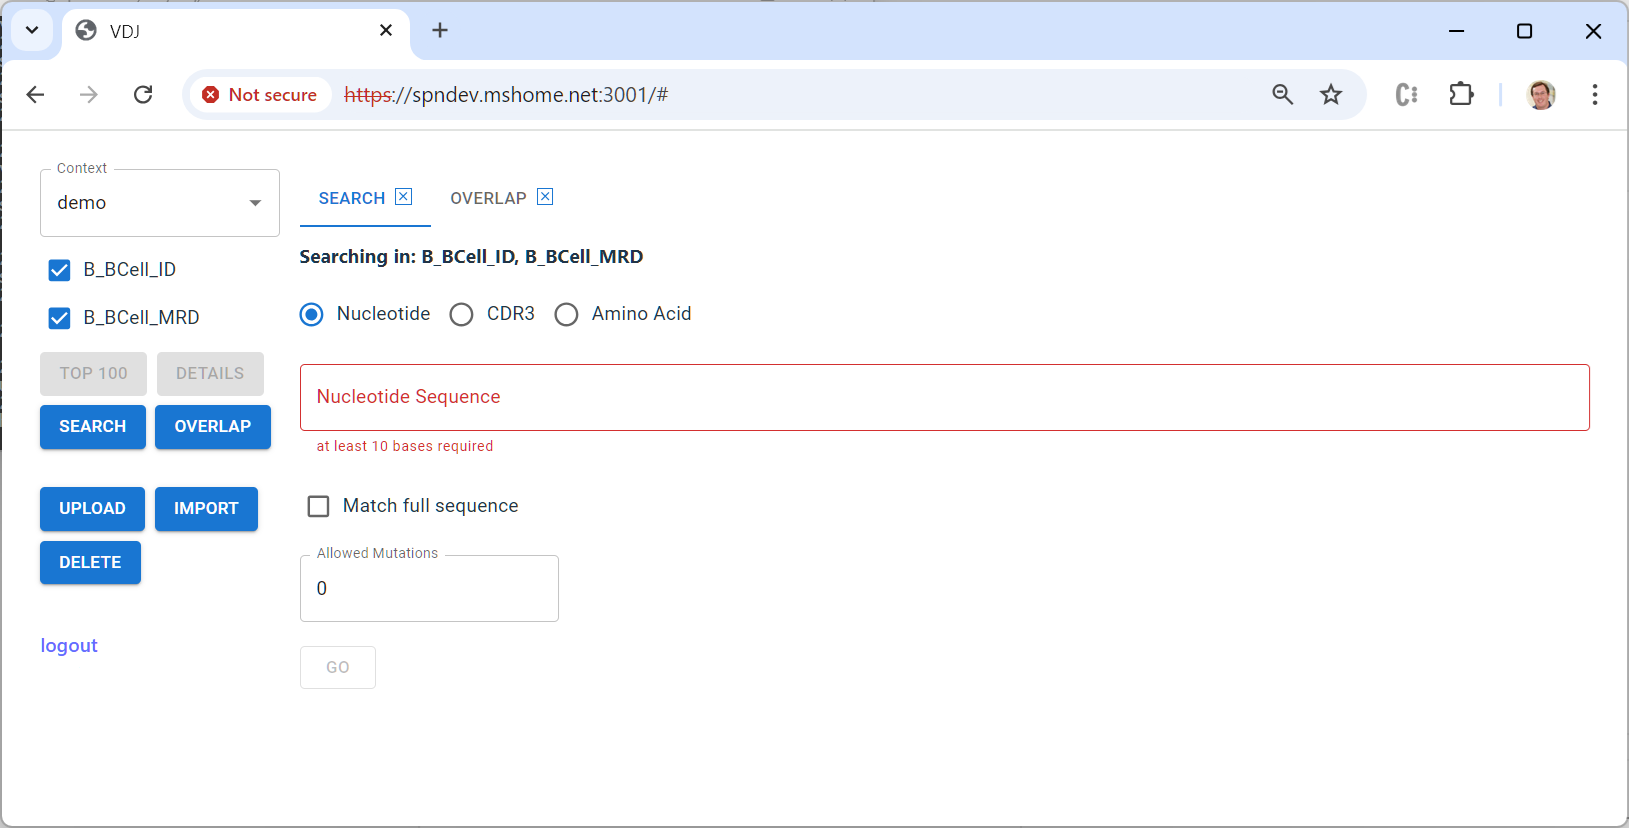 VDJ
Not secure https://spndev.mshome.net:3001/#
Context
demo
B_BCell_ID
B_BCell_MRD
TOP 100 DETAILS
SEARCH OVERLAP
UPLOAD IMPORT
DELETE
logout
SEARCH OVERLAP
Searching in: B_BCell_ID, B_BCell_MRD
Nucleotide CDR3 Amino Acid
Nucleotide Sequence
at least 10 bases required
Match full sequence
Allowed Mutations
0
GO